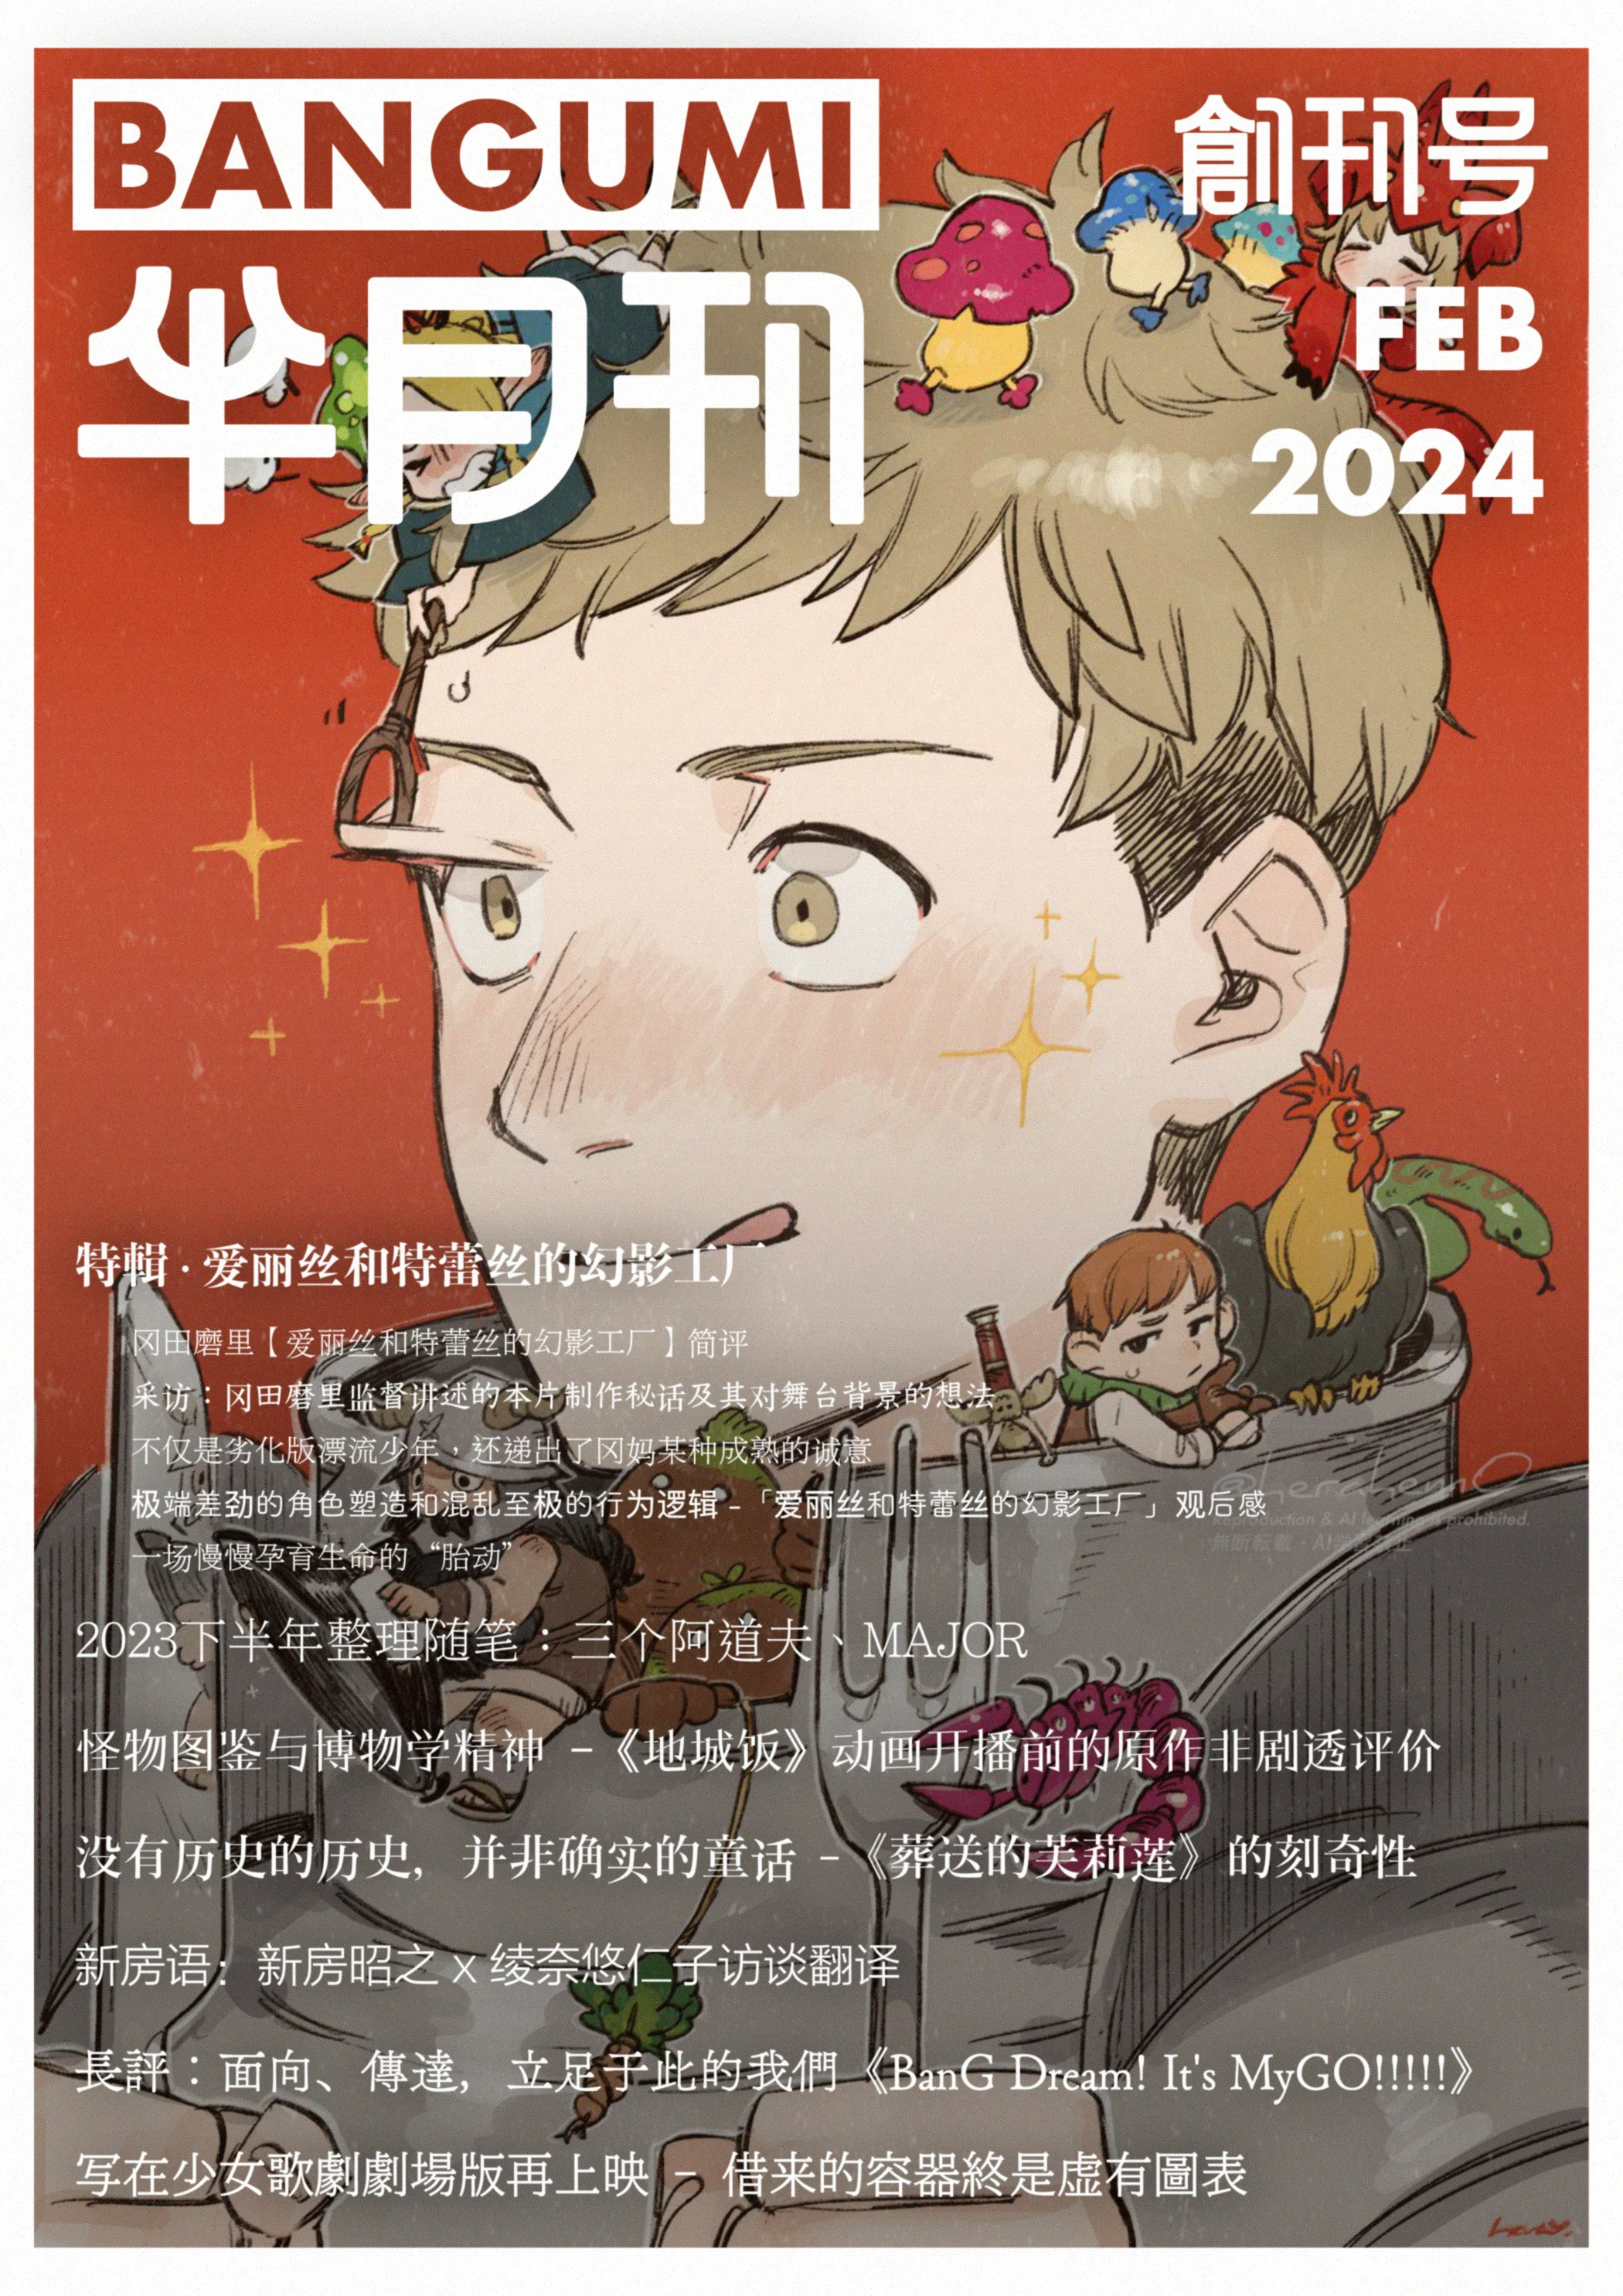 BANGUMI
半月刊
創刊号
FEB
2024
特輯·爱丽丝和特蕾丝的幻影工厂
冈田磨里【爱丽丝和特蕾丝的幻影工厂】简评
采访：冈田磨里监督讲述的本片制作秘话及其对舞台背景的想法
不仅是劣化版漂流少年，还递出了冈妈某种成熟的诚意
极端差劲的角色塑造和混乱至极的行为逻辑 -「爱丽丝和特蕾丝的幻影工厂」观后感
一场慢慢孕育生命的“胎动”
prohibited.
無断転載、AI学習禁止
2023下半年整理随笔：三个阿道夫、MAJOR
怪物图鉴与博物学精神 -《地城饭》动画开播前的原作非剧透评价
没有历史的历史，并非确实的童话 -《葬送的芙莉莲》的刻奇性
新房语：新房昭之 x 绫奈悠仁子访谈翻译
長評：面向、傳達，立足于此的我們《BanG Dream! It's MyGO!!!!!》
写在少女歌劇劇場版再上映 - 借来的容器終是虚有圖表